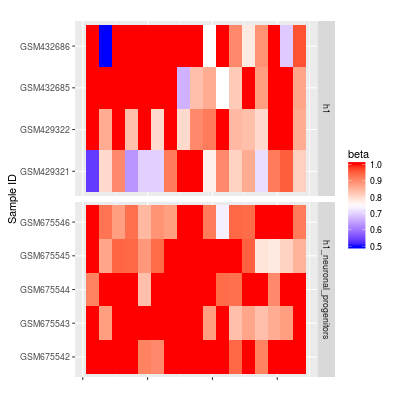 Sample ID
GSM432686
GSM432685
GSM429322
GSM429321
h1
GSM675546
GSM675545
GSM675544
GSM675543
GSM675542
h1_neuronal_progenitors
beta
1.0
0.9
0.8
0.7
0.6
0.5